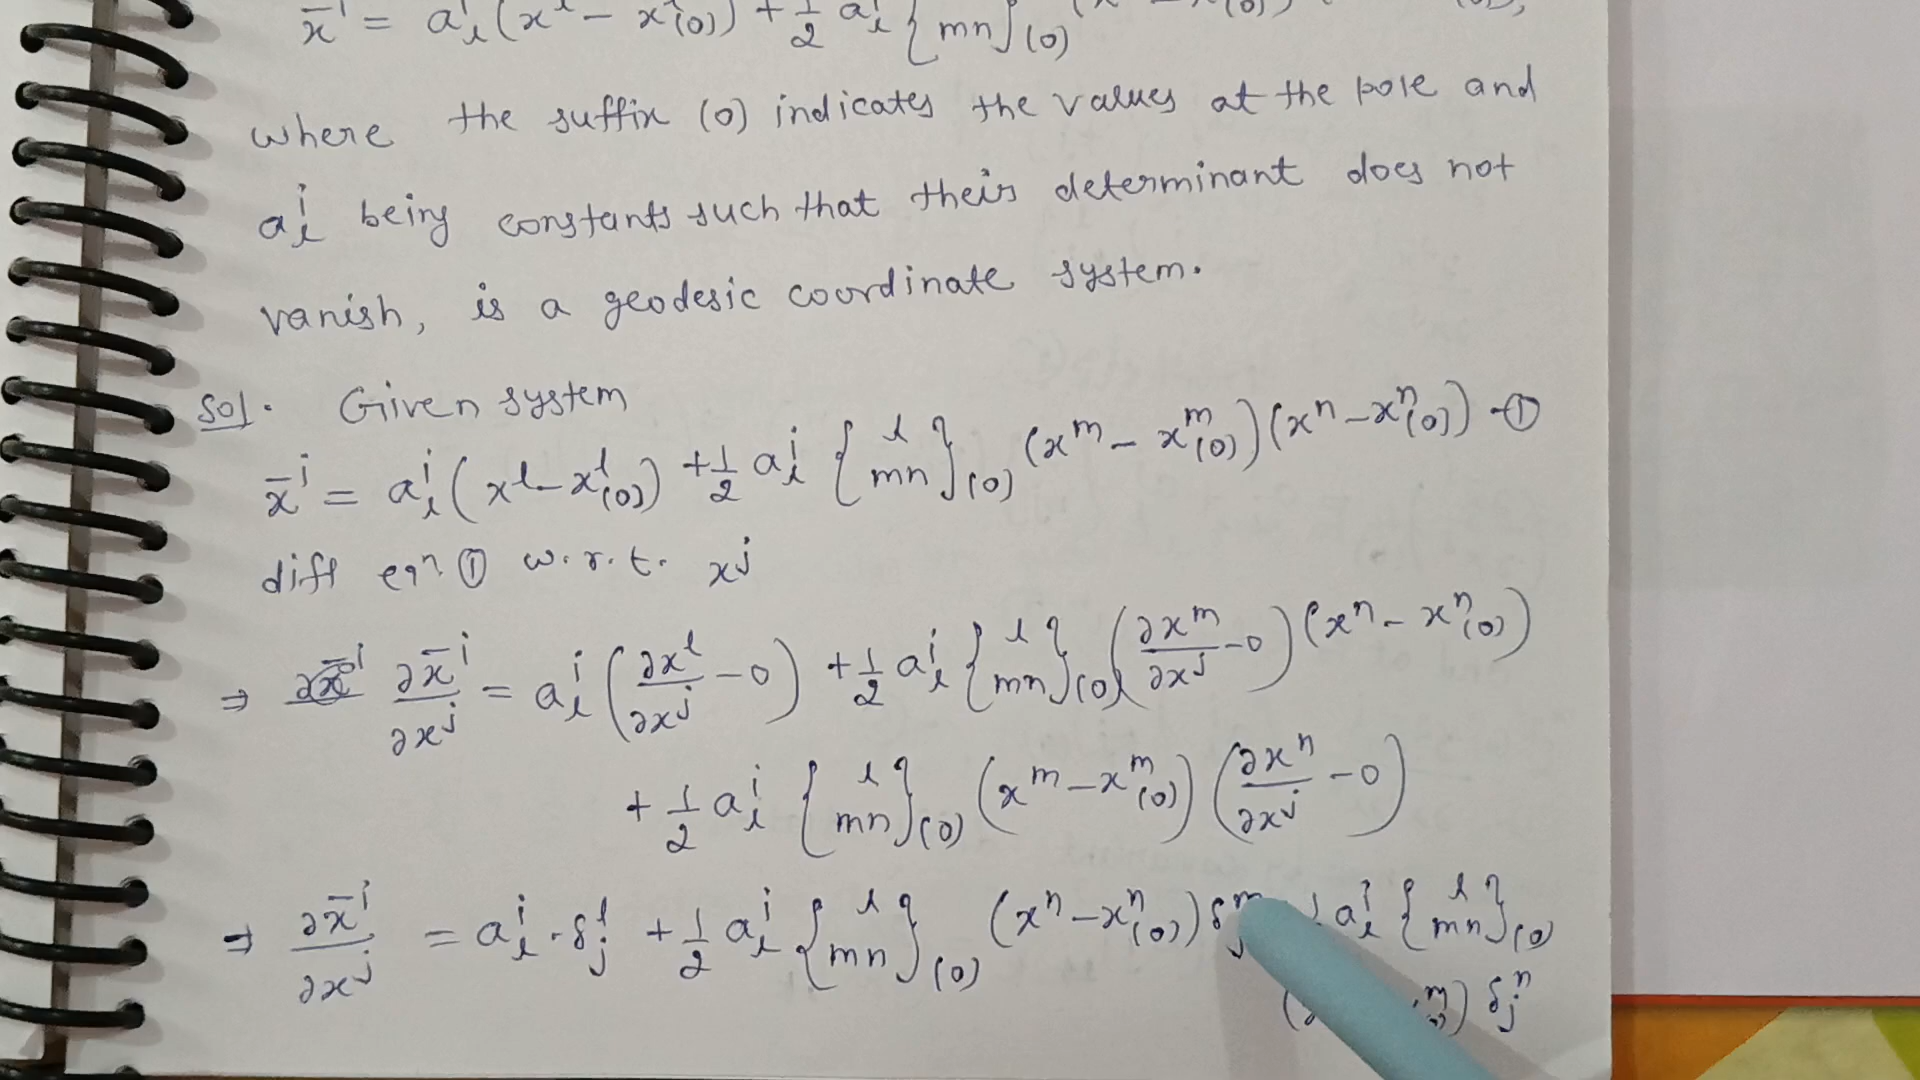 x̄ⁱ = aⁱₗ(xˡ − xˡ₍₀₎) + ½ aⁱₗ { mn}₍₀₎
where the suffix (0) indicates the values at the pole and
aⁱₗ being constants such that their determinant does not
vanish, is a geodesic coordinate system.
Sol. Given system
x̄ⁱ = aⁱₗ(xˡ − xˡ₍₀₎) + ½ aⁱₗ {l mn}₍₀₎ (xᵐ − xᵐ₍₀₎)(xⁿ − xⁿ₍₀₎) −①
diff eqⁿ. ① w.r.t. xʲ
⇒ ∂x̄ⁱ/∂xʲ = aⁱₗ (∂xˡ/∂xʲ − 0) + ½ aⁱₗ {l mn}₍₀₎ (∂xᵐ/∂xʲ − 0)(xⁿ − xⁿ₍₀₎)
+ ½ aⁱₗ {l mn}₍₀₎ (xᵐ − xᵐ₍₀₎)(∂xⁿ/∂xʲ − 0)
⇒ ∂x̄ⁱ/∂xʲ = aⁱₗ · δˡⱼ + ½ aⁱₗ {l mn}₍₀₎ (xⁿ − xⁿ₍₀₎) δᵐⱼ aⁱₗ {l mn}₍₀₎
( ᵐ) δⁿⱼ